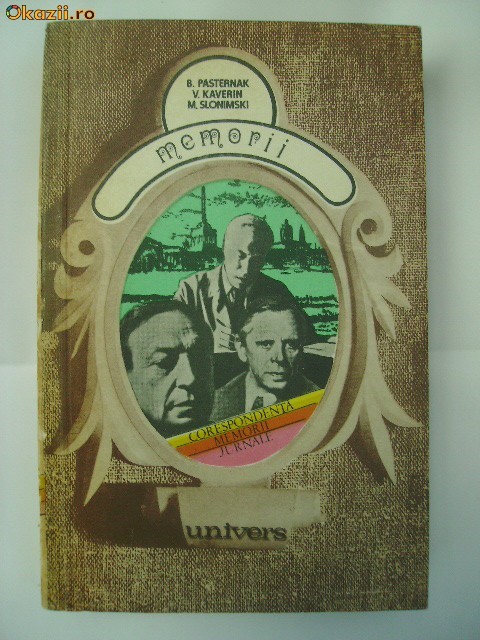 Okazii.ro
B. PASTERNAK
V. KAVERIN
M. SLONIMSKI
memorii
CORESPONDENTA
MEMORII
JURNALE
univers